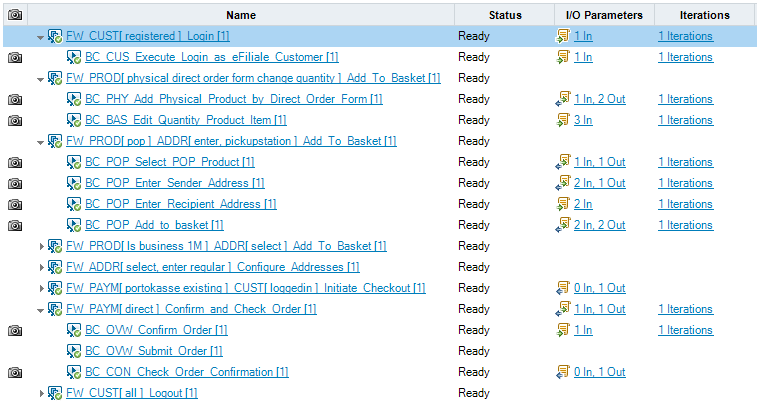 Name Status I/O Parameters Iterations
FW_CUST[ registered ]_Login [1] Ready 1 In 1 Iterations
BC_CUS_Execute_Login_as_eFiliale_Customer [1] Ready 1 In 1 Iterations
FW_PROD[ physical direct order form change quantity ]_Add_To_Basket [1] Ready
BC_PHY_Add_Physical_Product_by_Direct_Order_Form [1] Ready 1 In, 2 Out 1 Iterations
BC_BAS_Edit_Quantity_Product_Item [1] Ready 3 In 1 Iterations
FW_PROD[ pop ]_ADDR[ enter, pickupstation ]_Add_To_Basket [1] Ready
BC_POP_Select_POP_Product [1] Ready 1 In, 1 Out 1 Iterations
BC_POP_Enter_Sender_Address [1] Ready 2 In, 1 Out 1 Iterations
BC_POP_Enter_Recipient_Address [1] Ready 2 In 1 Iterations
BC_POP_Add_to_basket [1] Ready 2 In, 2 Out 1 Iterations
FW_PROD[ ls business 1M ]_ADDR[ select ]_Add_To_Basket [1] Ready
FW_ADDR[ select, enter regular ]_Configure_Addresses [1] Ready
FW_PAYM[ portokasse existing ]_CUST[ loggedin ]_Initiate_Checkout [1] Ready 0 In, 1 Out
FW_PAYM[ direct ]_Confirm_and_Check_Order [1] Ready 1 In, 1 Out 1 Iterations
BC_OVW_Confirm_Order [1] Ready 1 In 1 Iterations
BC_OVW_Submit_Order [1] Ready
BC_CON_Check_Order_Confirmation [1] Ready 0 In, 1 Out
FW_CUST[ all ]_Logout [1] Ready